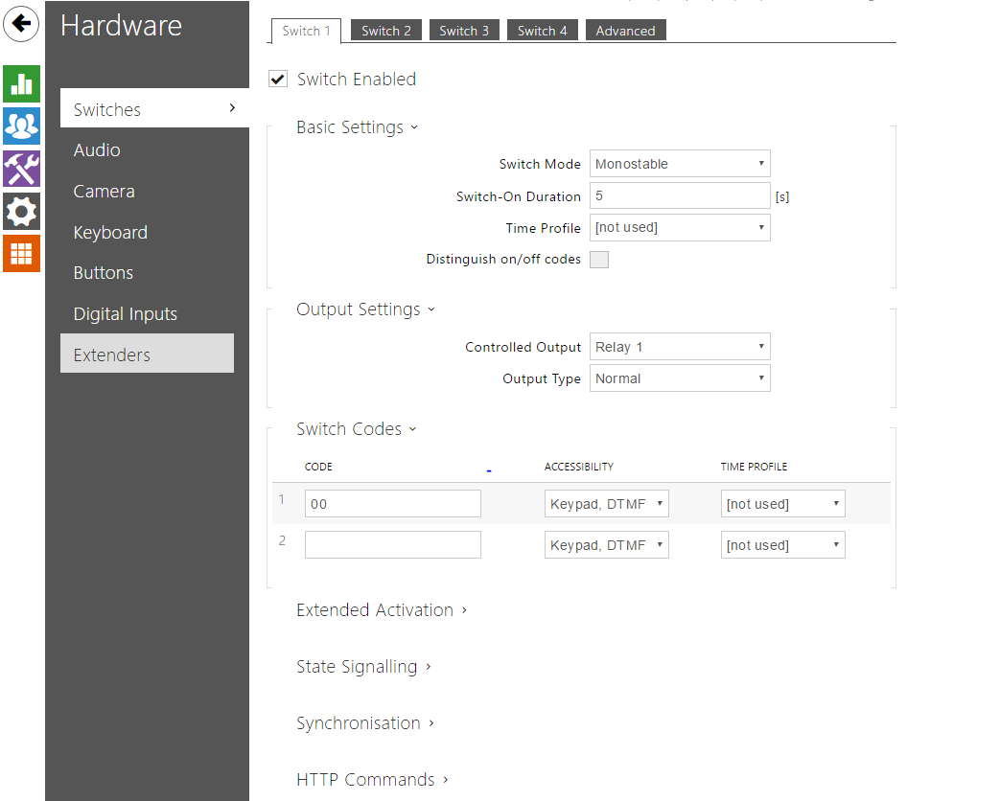 Hardware
Switches
Audio
Camera
Keyboard
Buttons
Digital Inputs
Extenders
Switch 1 Switch 2 Switch 3 Switch 4 Advanced
Switch Enabled
Basic Settings
Switch Mode Monostable
Switch-On Duration 5 [s]
Time Profile [not used]
Distinguish on/off codes
Output Settings
Controlled Output Relay 1
Output Type Normal
Switch Codes
CODE - ACCESSIBILITY TIME PROFILE
1 00 Keypad, DTMF [not used]
2 Keypad, DTMF [not used]
Extended Activation
State Signalling
Synchronisation
HTTP Commands